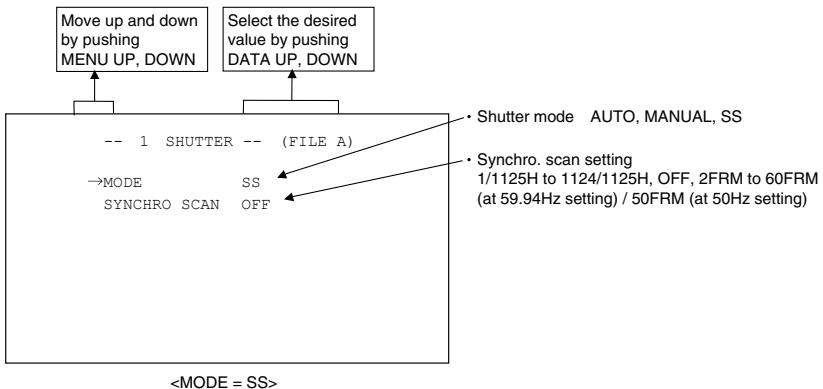 Move up and down
by pushing
MENU UP, DOWN
Select the desired
value by pushing
DATA UP, DOWN
-- 1 SHUTTER -- (FILE A)
→MODE SS
SYNCHRO SCAN OFF
・Shutter mode AUTO, MANUAL, SS
・Synchro. scan setting
1/1125H to 1124/1125H, OFF, 2FRM to 60FRM
(at 59.94Hz setting) / 50FRM (at 50Hz setting)
<MODE = SS>